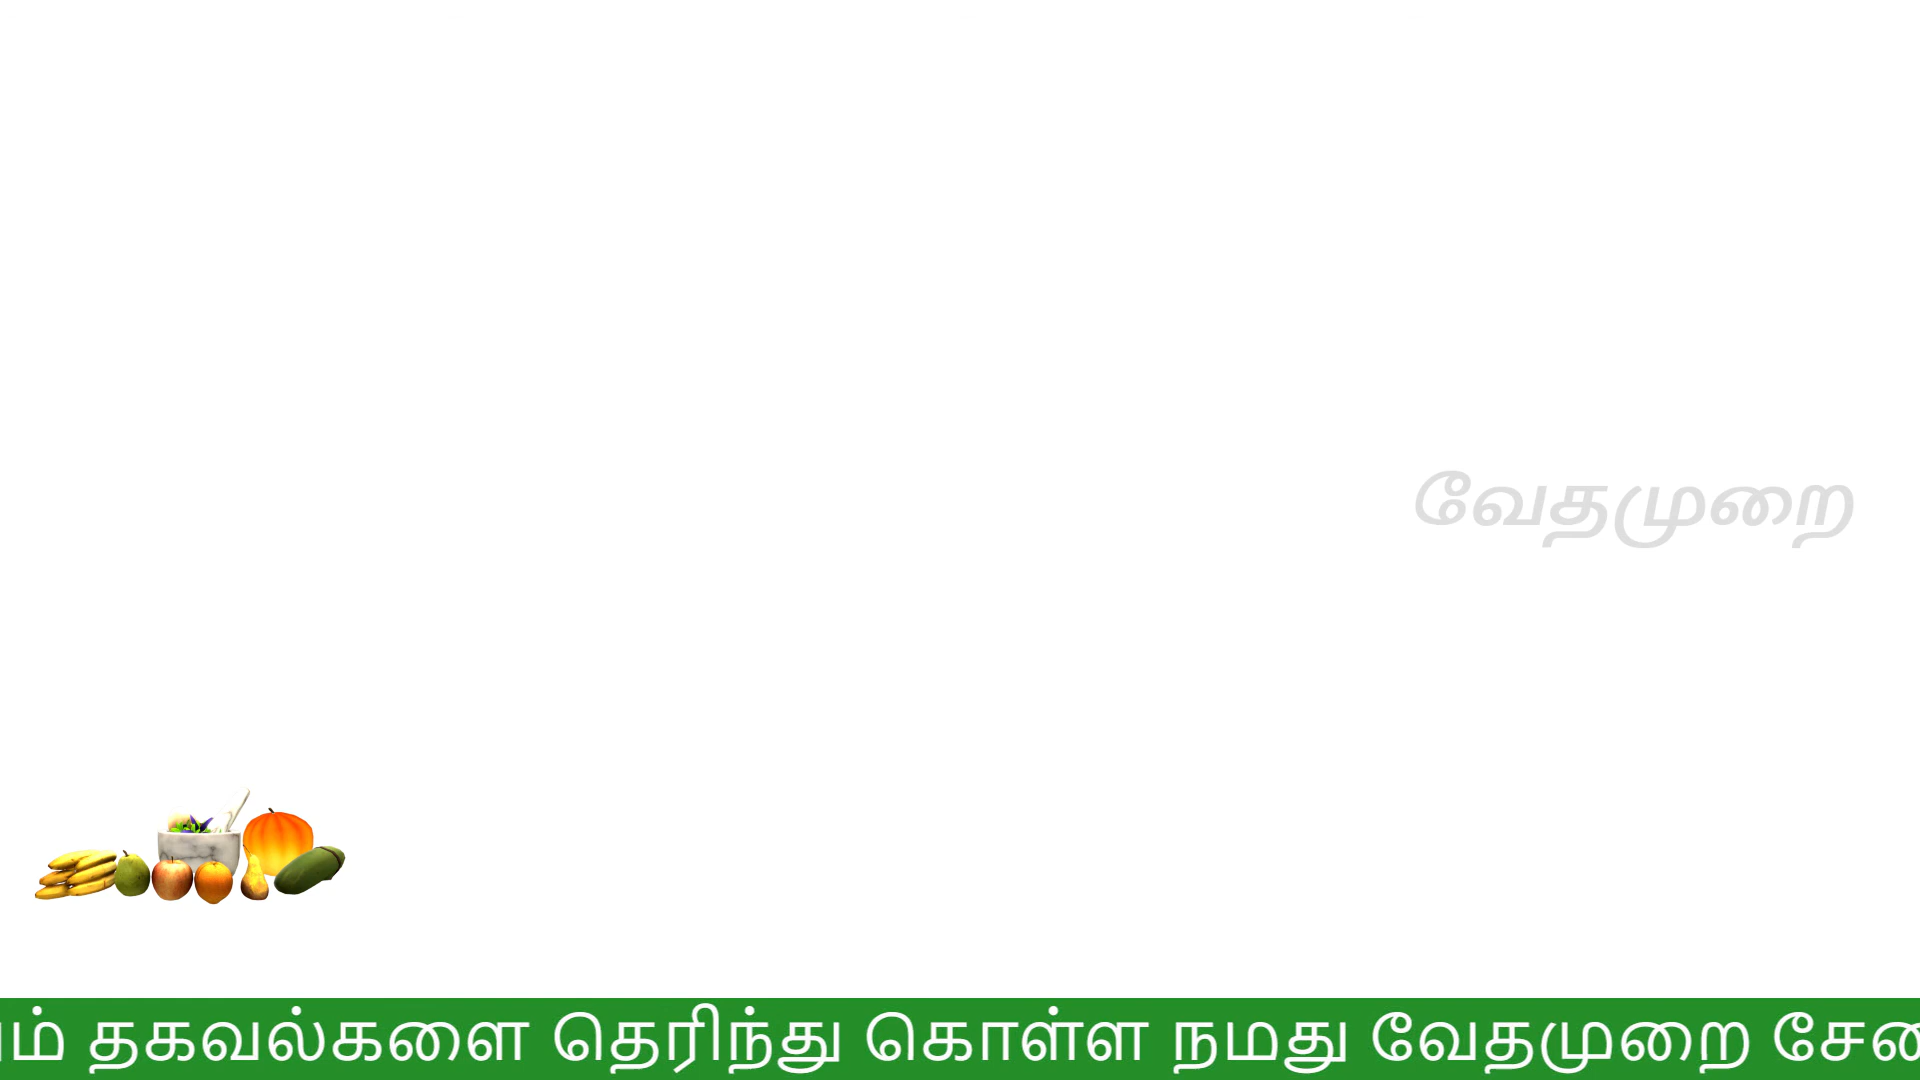 வேதமுறை
தகவல்களை தெரிந்து கொள்ள நமது வேதமுறை